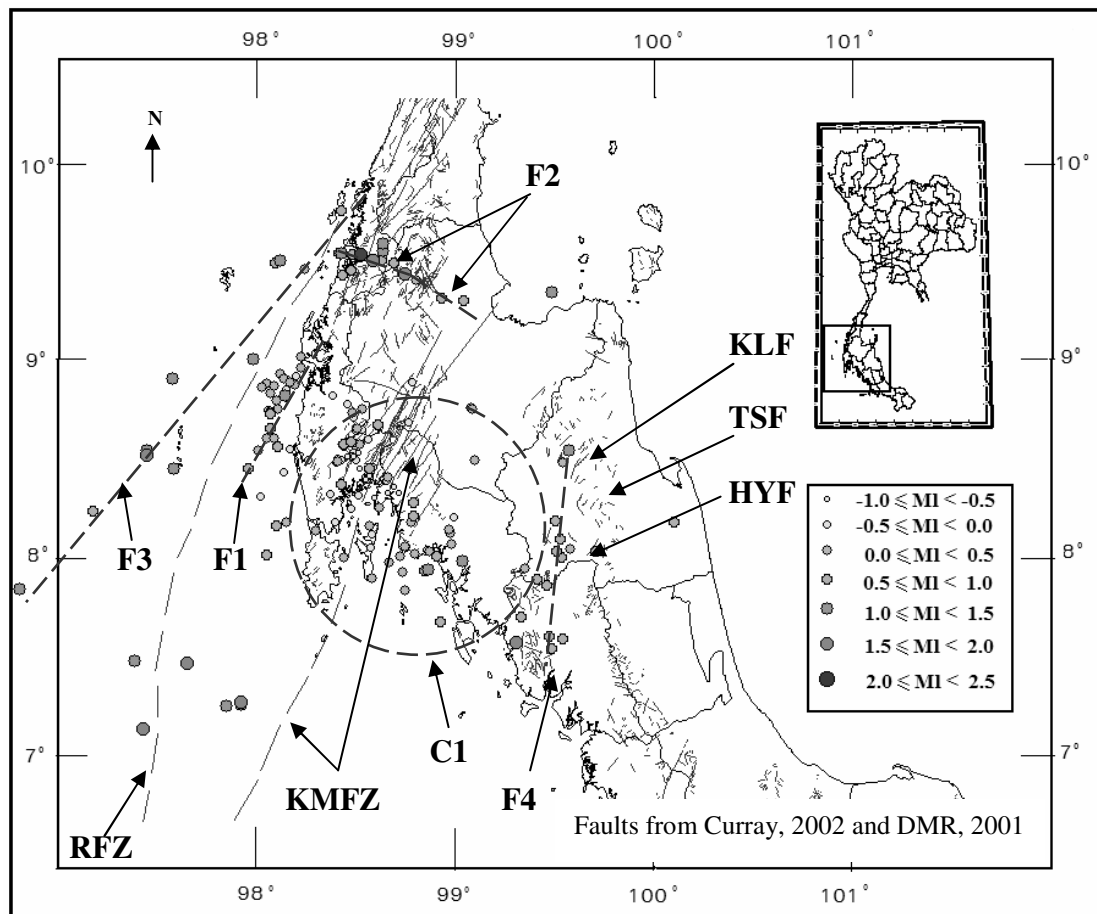 98°
99°
100°
101°
N
10°
10°
F2
9°
9°
KLF
TSF
HYF
-1.0 ⩽ Ml < -0.5
-0.5 ⩽ Ml < 0.0
0.0 ⩽ Ml < 0.5
0.5 ⩽ Ml < 1.0
1.0 ⩽ Ml < 1.5
1.5 ⩽ Ml < 2.0
2.0 ⩽ Ml < 2.5
F3
F1
8°
8°
7°
7°
C1
KMFZ
F4
RFZ
Faults from Curray, 2002 and DMR, 2001
98°
99°
100°
101°